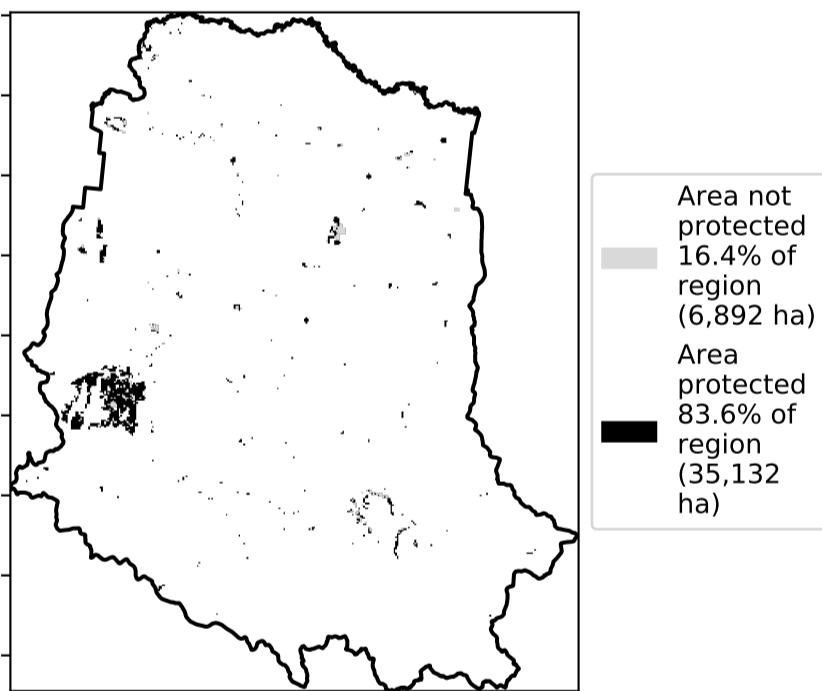 Area not
protected
16.4% of
region
(6,892 ha)
Area
protected
83.6% of
region
(35,132
ha)